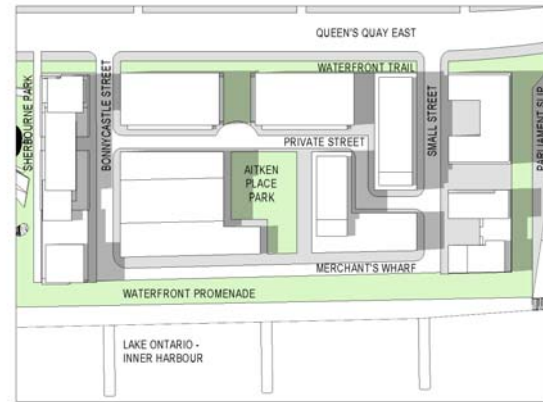 QUEEN'S QUAY EAST
WATERFRONT TRAIL
SHERBOURNE PARK
BONNYCASTLE STREET
PRIVATE STREET
SMALL STREET
PARLIAMENT SLIP
AITKEN
PLACE
PARK
MERCHANT'S WHARF
WATERFRONT PROMENADE
LAKE ONTARIO -
INNER HARBOUR